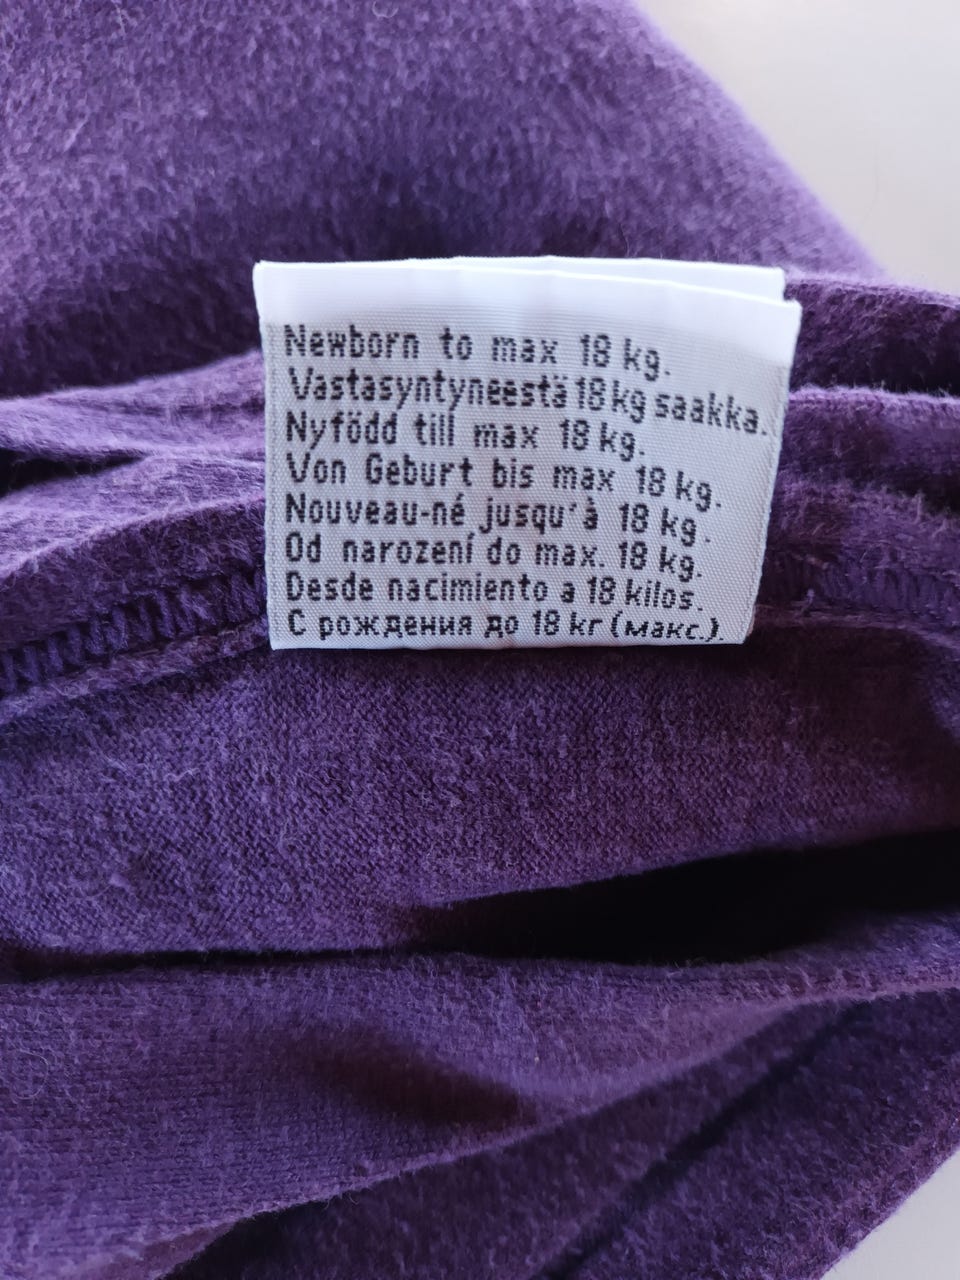 Newborn to max 18 kg.
Vastasyntyneestä 18 kg saakka.
Nyfödd till max 18 kg.
Von Geburt bis max 18 kg.
Nouveau-né jusqu'à 18 kg.
Od narození do max. 18 kg.
Desde nacimiento a 18 kilos.
С рождения до 18 кг (макс.).